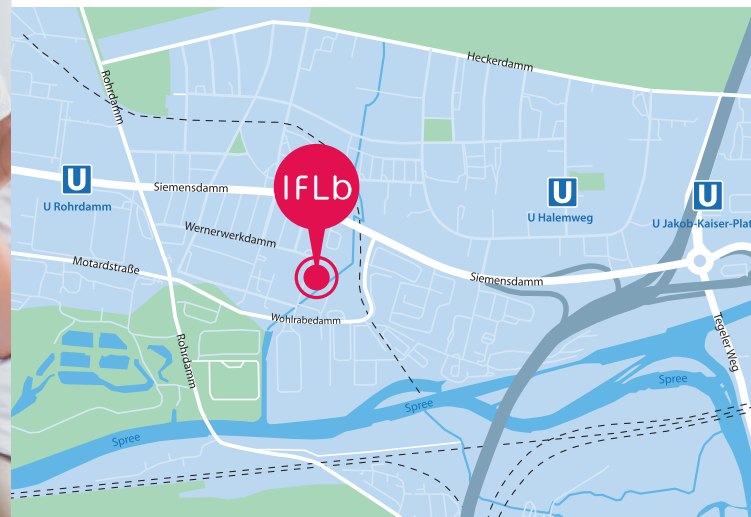 Heckerdamm
Rohrdamm
U
U Rohrdamm
Siemensdamm
IFLb
U
U Halemweg
U
U Jakob-Kaiser-Plat
Wernerwerkdamm
Motardstraße
Siemensdamm
Wohlrabedamm
Rohrdamm
Tegeler Weg
Spree
Spree
Spree